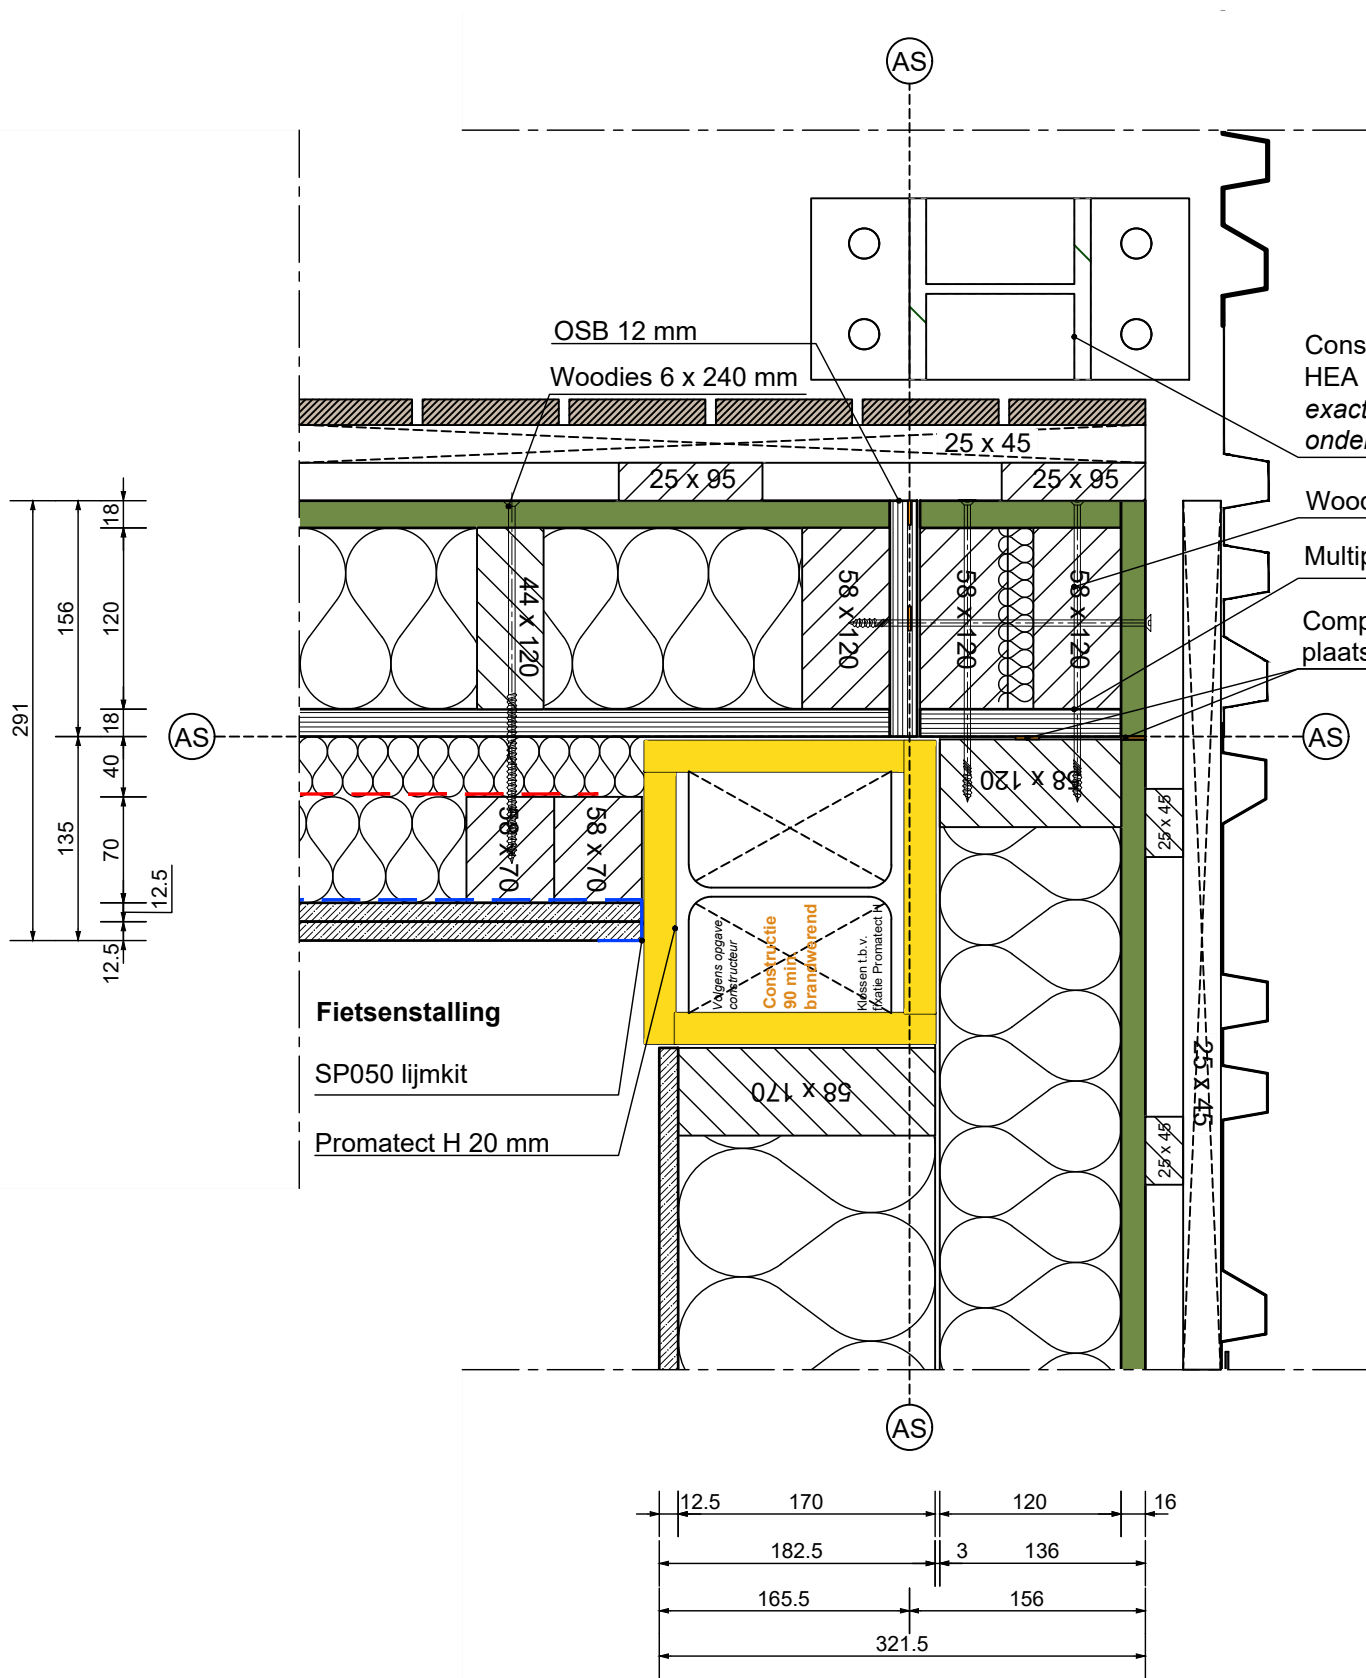 AS
OSB 12 mm
Woodies 6 x 240 mm
Cons
HEA
exact
onde
25 x 45
25 x 95
25 x 95
Wood
Multip
Comp
plaats
18
120
156
18
291
40
70
135
12.5
12.5
44 x 120
58 x 120
58 x 120
58 x 120
AS
AS
58 x 120
58 x 70
58 x 70
25 x 45
Volgens opgave
constructeur
Constructie
90 min
brandwerend
Klossen t.b.v.
fixatie Promatect H
Fietsenstalling
SP050 lijmkit
Promatect H 20 mm
58 x 170
25 x 45
25 x 45
AS
12.5
170
120
16
182.5
3
136
165.5
156
321.5